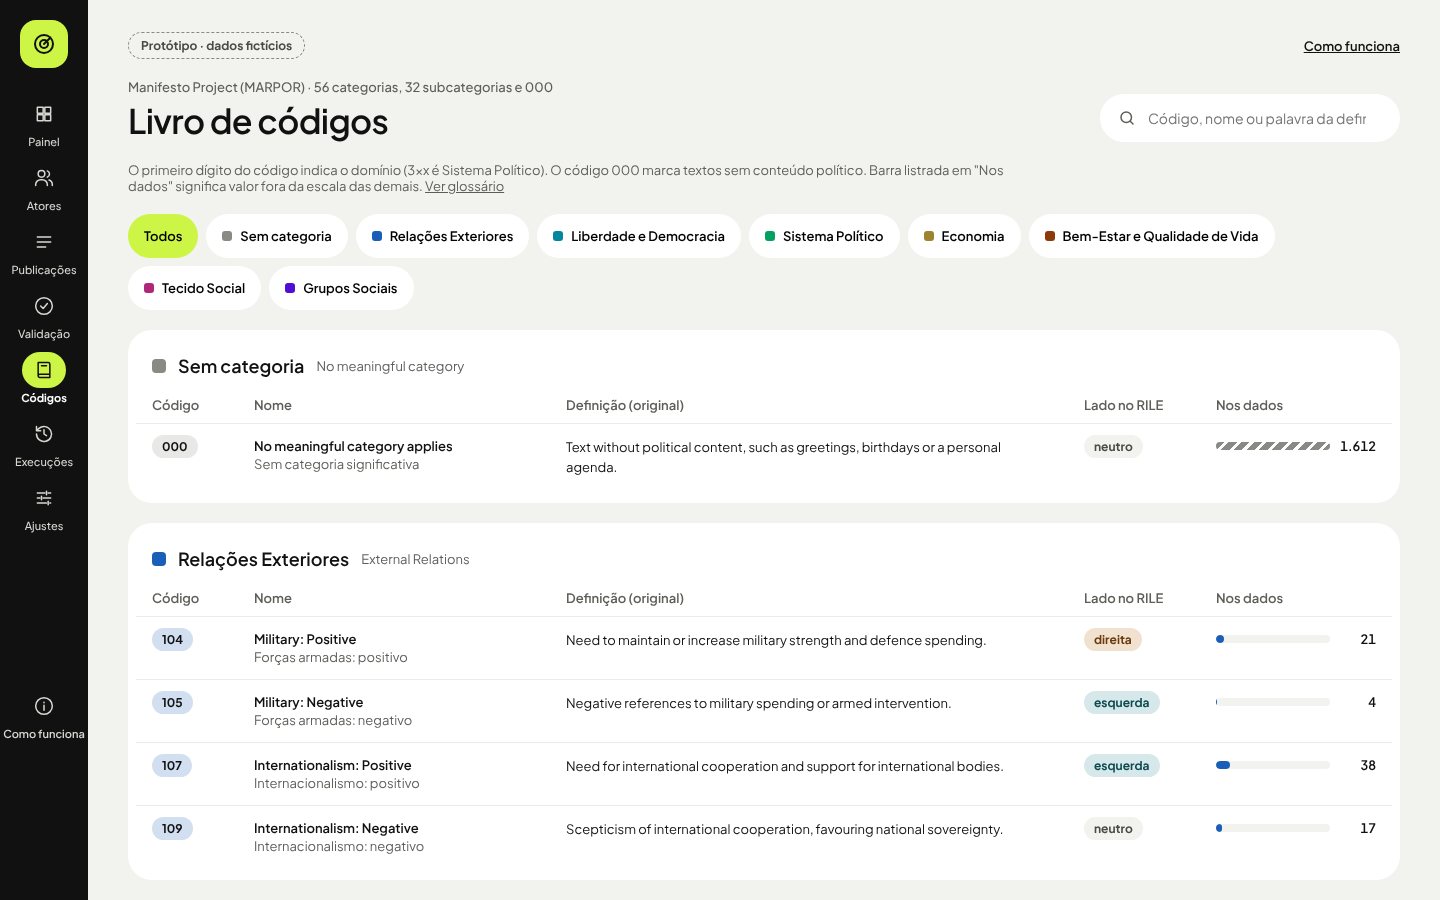 Protótipo · dados fictícios
Como funciona
Manifesto Project (MARPOR) · 56 categorias, 32 subcategorias e 000
Livro de códigos
Código, nome ou palavra da defir
O primeiro dígito do código indica o domínio (3xx é Sistema Político). O código 000 marca textos sem conteúdo político. Barra listrada em "Nos
dados" significa valor fora da escala das demais. Ver glossário
Todos
Sem categoria
Relações Exteriores
Liberdade e Democracia
Sistema Político
Economia
Bem-Estar e Qualidade de Vida
Tecido Social
Grupos Sociais
Painel
Atores
Publicações
Validação
Códigos
Execuções
Ajustes
Como funciona
Sem categoria No meaningful category
Código Nome Definição (original) Lado no RILE Nos dados
000 No meaningful category applies Text without political content, such as greetings, birthdays or a personal neutro 1.612
Sem categoria significativa agenda.
Relações Exteriores External Relations
Código Nome Definição (original) Lado no RILE Nos dados
104 Military: Positive Need to maintain or increase military strength and defence spending. direita 21
Forças armadas: positivo
105 Military: Negative Negative references to military spending or armed intervention. esquerda 4
Forças armadas: negativo
107 Internationalism: Positive Need for international cooperation and support for international bodies. esquerda 38
Internacionalismo: positivo
109 Internationalism: Negative Scepticism of international cooperation, favouring national sovereignty. neutro 17
Internacionalismo: negativo